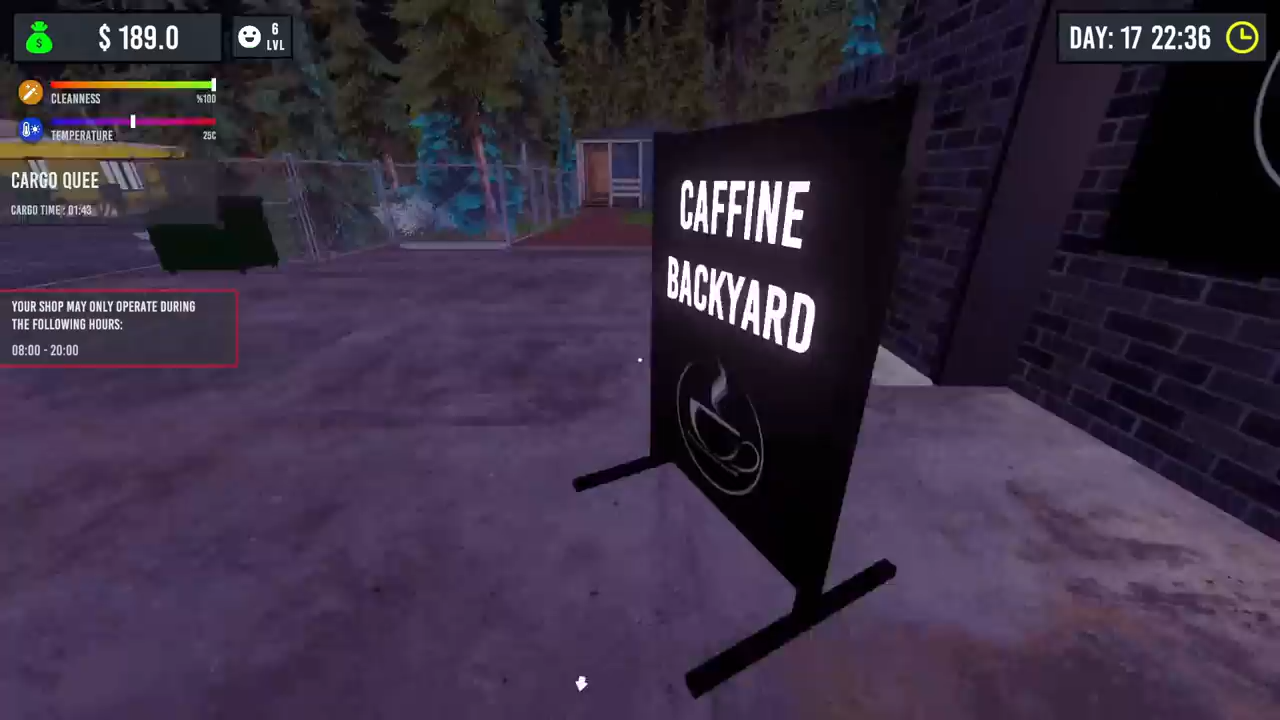 $ 189.0
6
LVL
DAY: 17 22:36
CLEANNESS
%100
TEMPERATURE
25C
CARGO QUEE
CARGO TIME : 01:43
YOUR SHOP MAY ONLY OPERATE DURING
THE FOLLOWING HOURS:
08:00 - 20:00
CAFFINE
BACKYARD